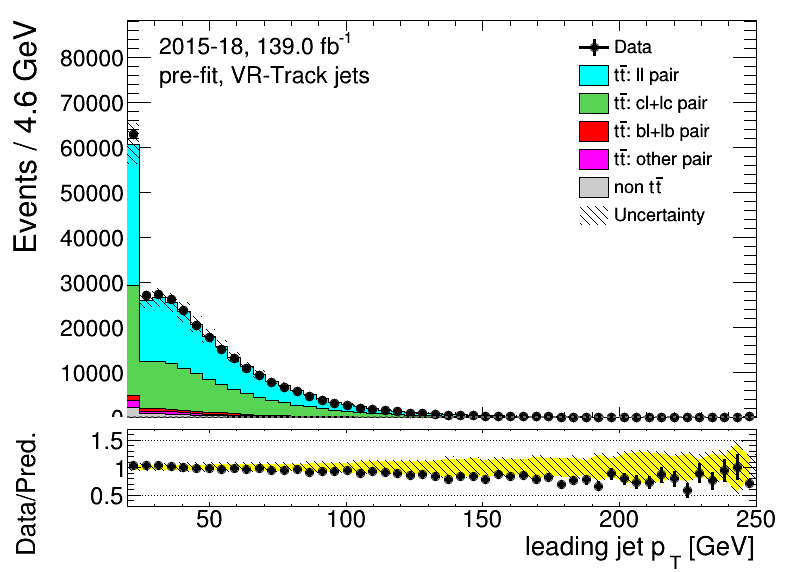 Events / 4.6 GeV
80000
70000
60000
50000
40000
30000
20000
10000
0
2015-18, 139.0 fb⁻¹
pre-fit, VR-Track jets
Data
tt̄: ll pair
tt̄: cl+lc pair
tt̄: bl+lb pair
tt̄: other pair
non tt̄
Uncertainty
Data/Pred.
1.5
1
0.5
50 100 150 200 250
leading jet p_T [GeV]